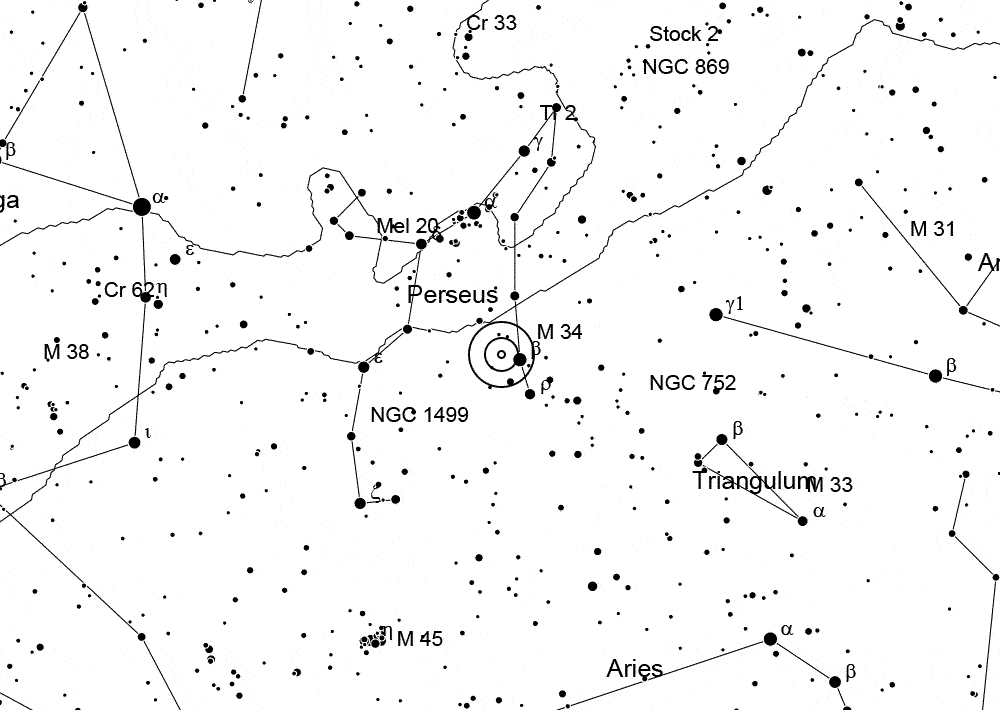 Cr 33
Stock 2
NGC 869
Tr 2
γ
β
α
α
ga
Mel 20
δ
M 31
ε
An
Cr 62
η
Perseus
γ1
M 34
M 38
β
ε
β
NGC 752
ρ
NGC 1499
β
ι
Triangulum
M 33
β
ζ
α
η
M 45
α
Aries
β